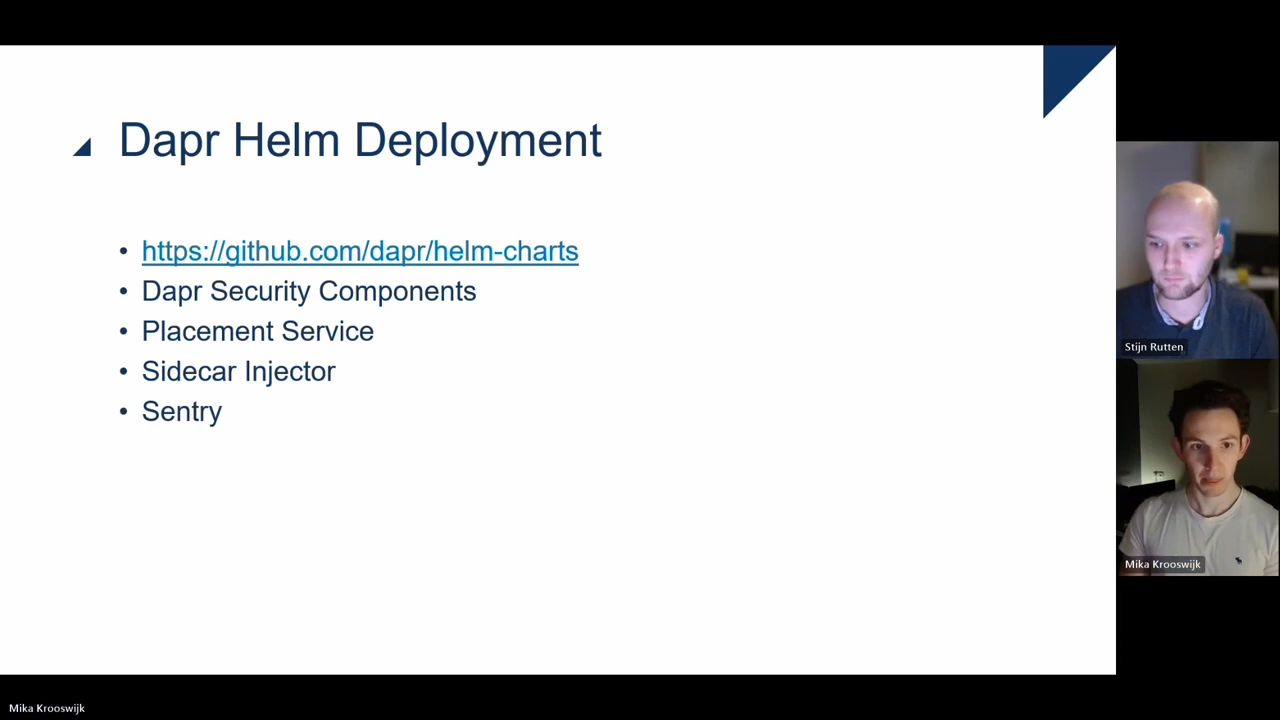 Dapr Helm Deployment
• https://github.com/dapr/helm-charts
• Dapr Security Components
• Placement Service
• Sidecar Injector
• Sentry
Stijn Rutten
Mika Krooswijk
Mika Krooswijk